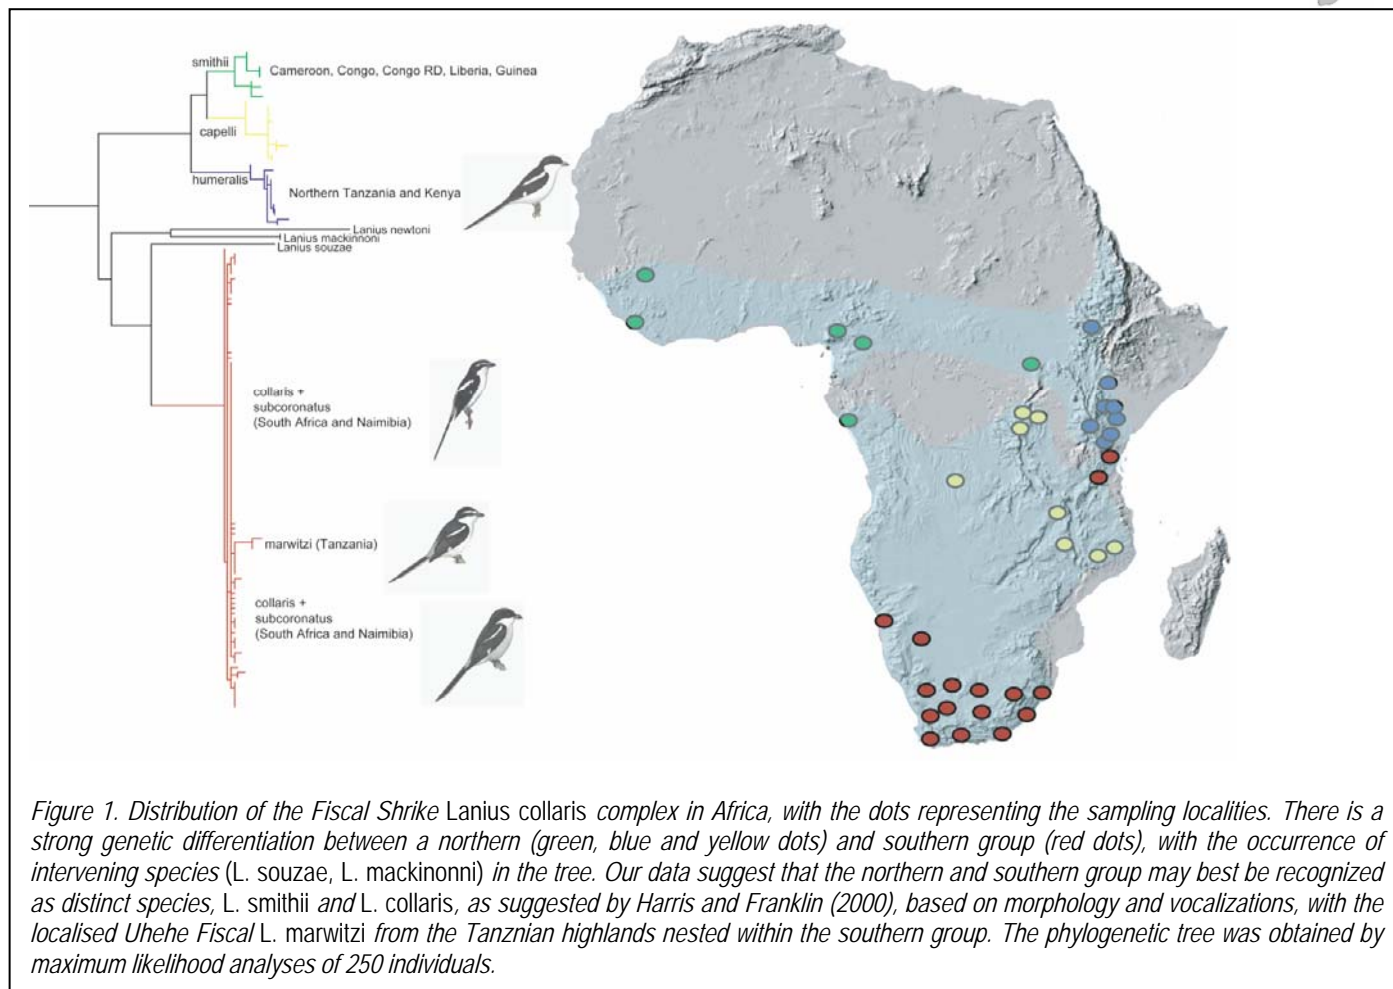 smithii
Cameroon, Congo, Congo RD, Liberia, Guinea
capelli
humeralis
Northern Tanzania and Kenya
Lanius newtoni
Lanius mackinnoni
Lanius souzae
collaris +
subcoronatus
(South Africa and Naimibia)
marwitzi (Tanzania)
collaris +
subcoronatus
(South Africa and Naimibia)
Figure 1. Distribution of the Fiscal Shrike Lanius collaris complex in Africa, with the dots representing the sampling localities. There is a
strong genetic differentiation between a northern (green, blue and yellow dots) and southern group (red dots), with the occurrence of
intervening species (L. souzae, L. mackinonni) in the tree. Our data suggest that the northern and southern group may best be recognized
as distinct species, L. smithii and L. collaris, as suggested by Harris and Franklin (2000), based on morphology and vocalizations, with the
localised Uhehe Fiscal L. marwitzi from the Tanznian highlands nested within the southern group. The phylogenetic tree was obtained by
maximum likelihood analyses of 250 individuals.